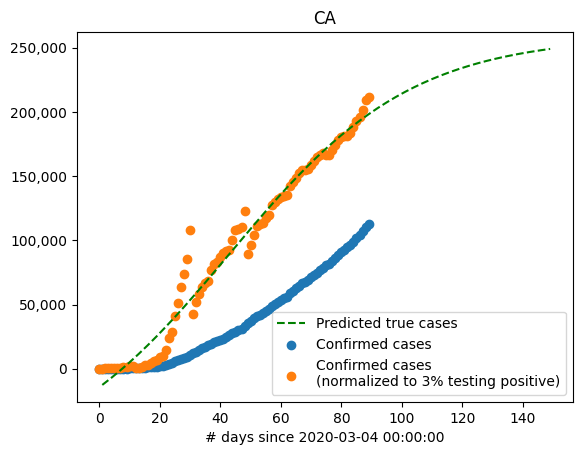 CA
250,000
200,000
150,000
100,000
50,000
0
Predicted true cases
Confirmed cases
Confirmed cases
(normalized to 3% testing positive)
0 20 40 60 80 100 120 140
# days since 2020-03-04 00:00:00